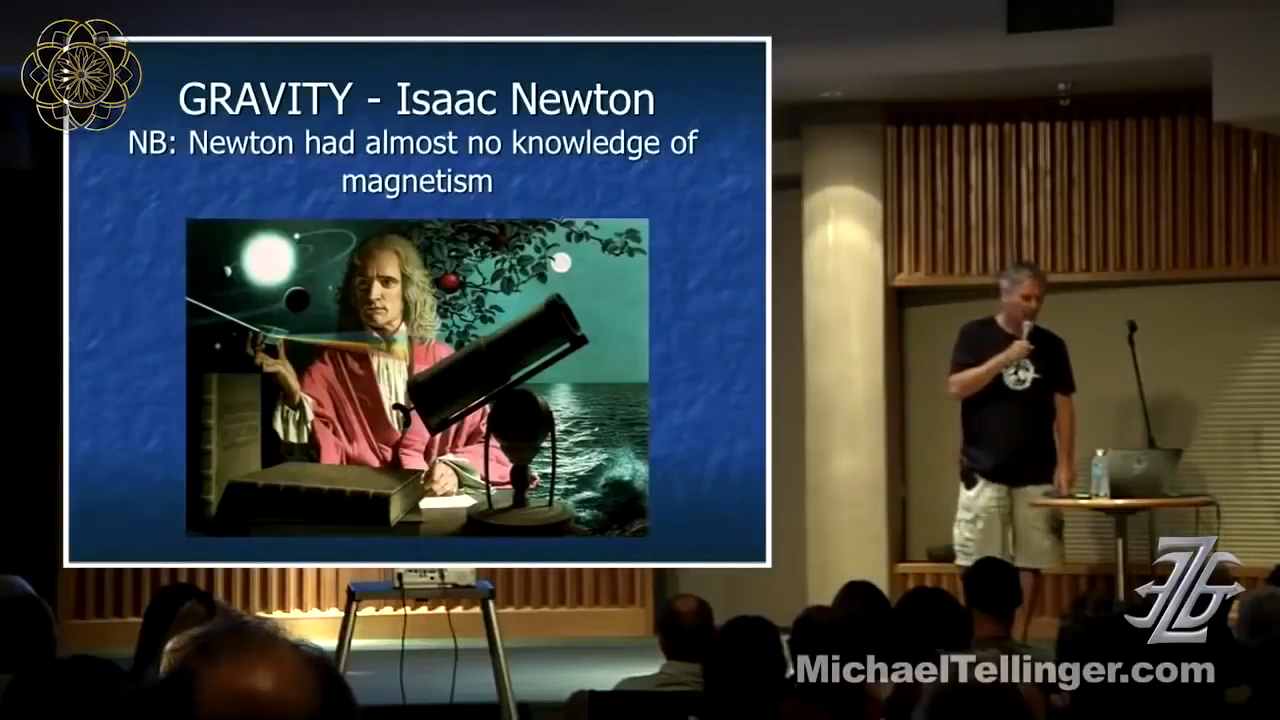 GRAVITY - Isaac Newton
NB: Newton had almost no knowledge of
magnetism
MichaelTellinger.com